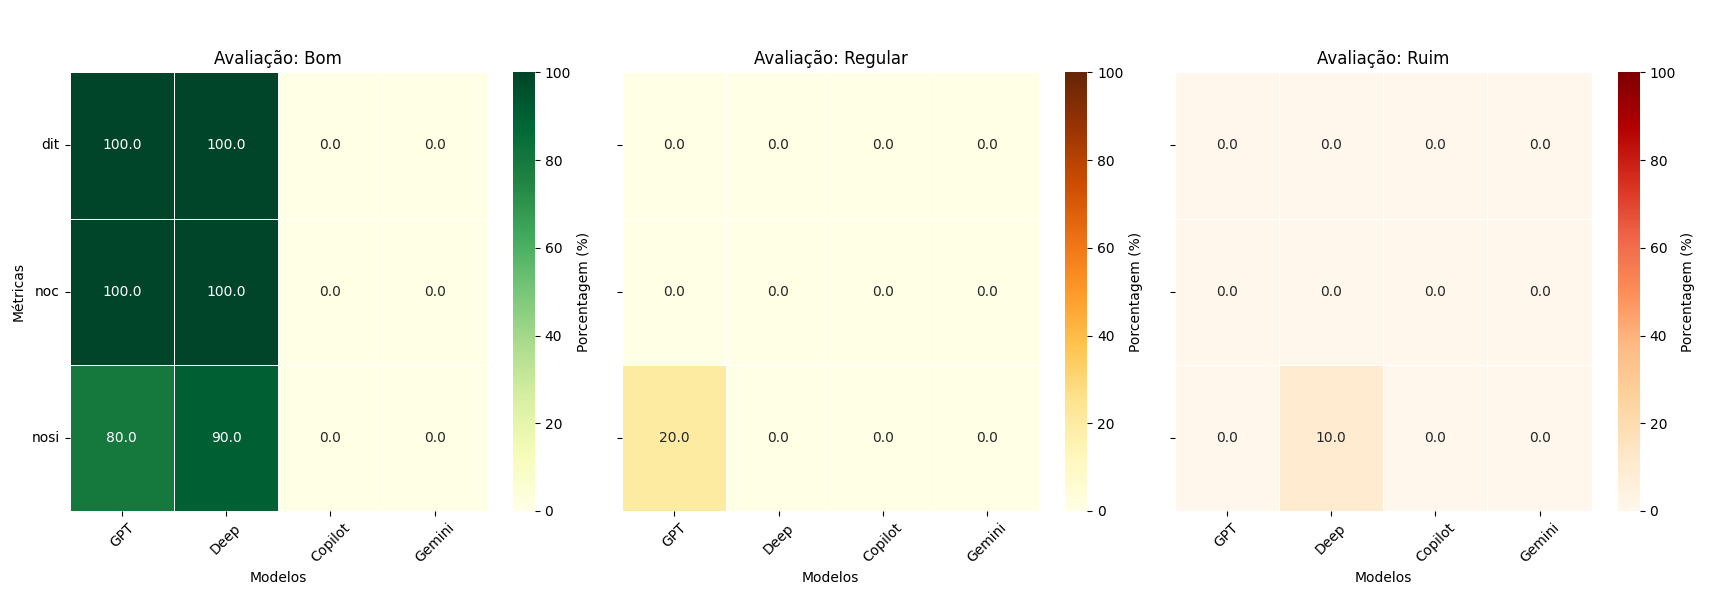 Avaliação: Bom
Métricas
dit
noc
nosi
100.0 100.0 0.0 0.0
100.0 100.0 0.0 0.0
80.0 90.0 0.0 0.0
GPT Deep Copilot Gemini
Modelos
100
80
60
40
20
0
Porcentagem (%)
Avaliação: Regular
0.0 0.0 0.0 0.0
0.0 0.0 0.0 0.0
20.0 0.0 0.0 0.0
GPT Deep Copilot Gemini
Modelos
100
80
60
40
20
0
Porcentagem (%)
Avaliação: Ruim
0.0 0.0 0.0 0.0
0.0 0.0 0.0 0.0
0.0 10.0 0.0 0.0
GPT Deep Copilot Gemini
Modelos
100
80
60
40
20
0
Porcentagem (%)